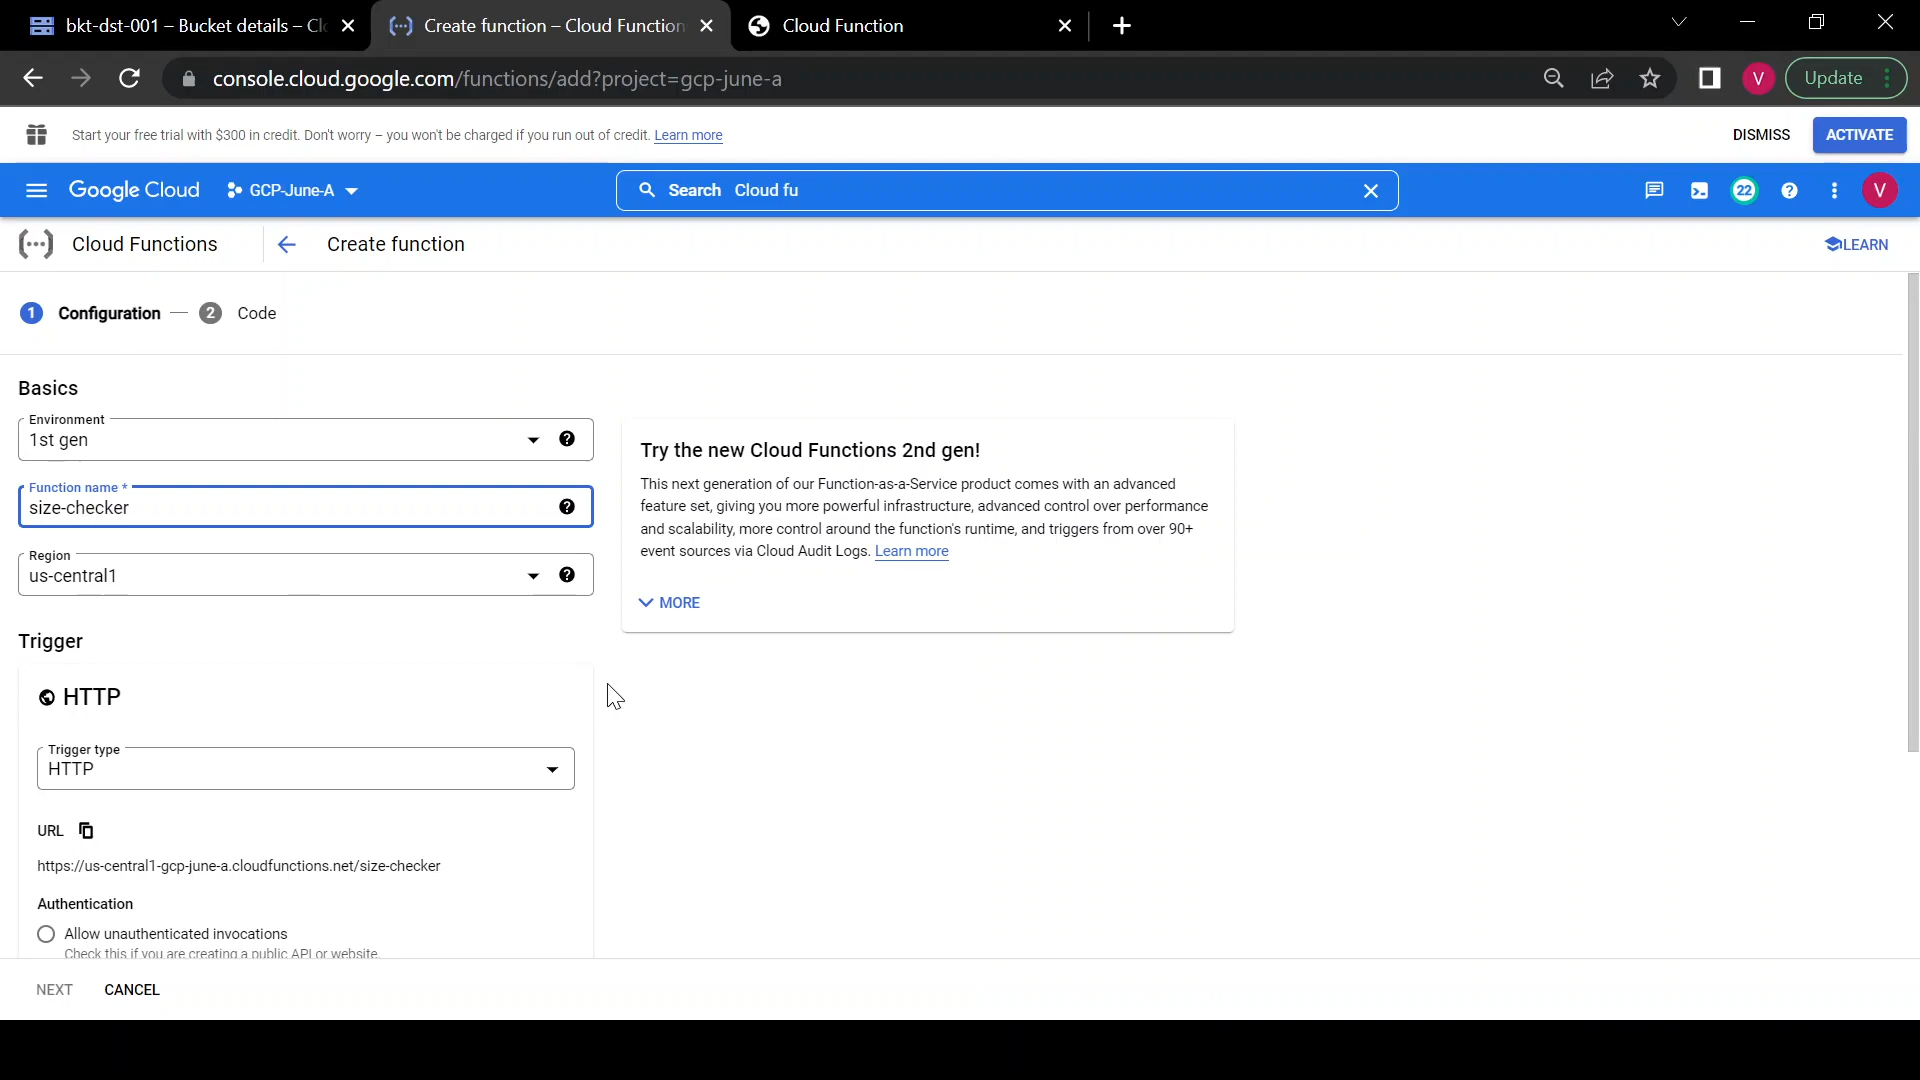 bkt-dst-001 – Bucket details – Cl
Create function – Cloud Function
Cloud Function
console.cloud.google.com/functions/add?project=gcp-june-a
V
Update
Start your free trial with $300 in credit. Don't worry – you won't be charged if you run out of credit. Learn more
DISMISS
ACTIVATE
Google Cloud
GCP-June-A
Search Cloud fu
22
V
Cloud Functions
Create function
LEARN
1 Configuration — 2 Code
Basics
Environment
1st gen
Function name *
size-checker
Region
us-central1
Try the new Cloud Functions 2nd gen!
This next generation of our Function-as-a-Service product comes with an advanced
feature set, giving you more powerful infrastructure, advanced control over performance
and scalability, more control around the function's runtime, and triggers from over 90+
event sources via Cloud Audit Logs. Learn more
MORE
Trigger
HTTP
Trigger type
HTTP
URL
https://us-central1-gcp-june-a.cloudfunctions.net/size-checker
Authentication
Allow unauthenticated invocations
Check this if you are creating a public API or website.
NEXT
CANCEL